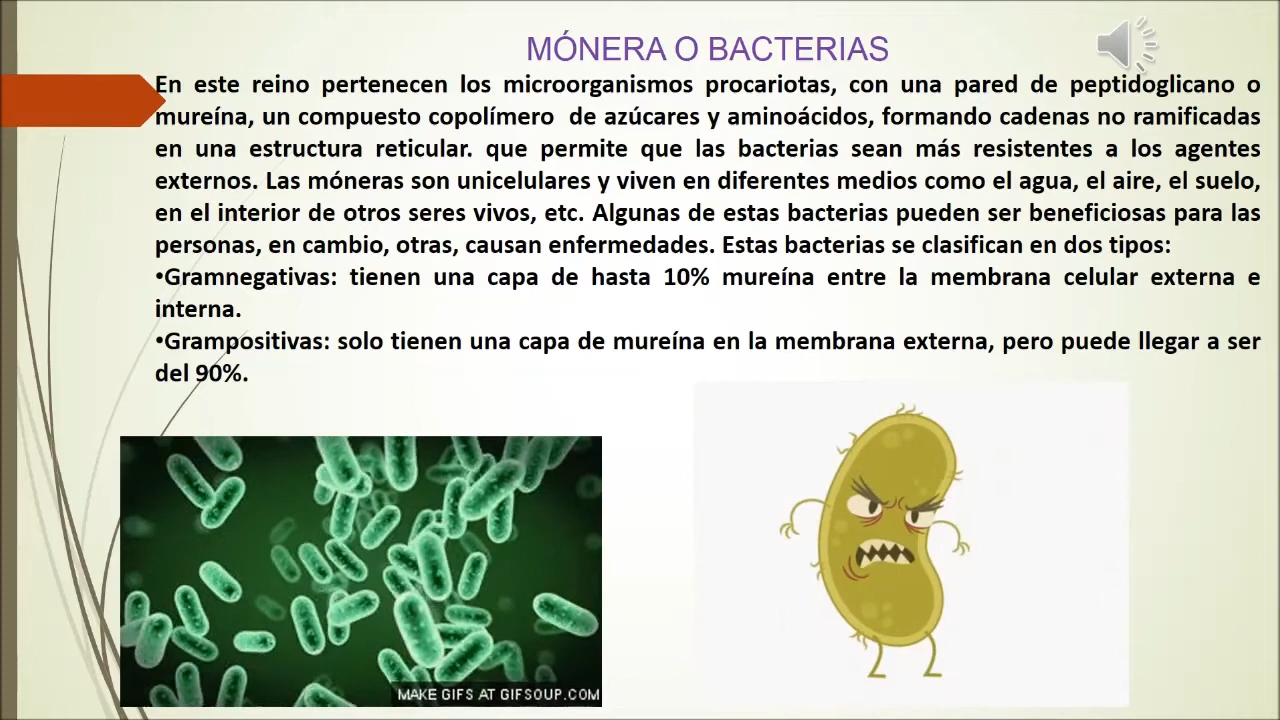 MÓNERA O BACTERIAS
En este reino pertenecen los microorganismos procariotas, con una pared de peptidoglicano o
mureína, un compuesto copolímero de azúcares y aminoácidos, formando cadenas no ramificadas
en una estructura reticular. que permite que las bacterias sean más resistentes a los agentes
externos. Las móneras son unicelulares y viven en diferentes medios como el agua, el aire, el suelo,
en el interior de otros seres vivos, etc. Algunas de estas bacterias pueden ser beneficiosas para las
personas, en cambio, otras, causan enfermedades. Estas bacterias se clasifican en dos tipos:
•Gramnegativas: tienen una capa de hasta 10% mureína entre la membrana celular externa e
interna.
•Grampositivas: solo tienen una capa de mureína en la membrana externa, pero puede llegar a ser
del 90%.
MAKE GIFS AT GIFSOUP.COM